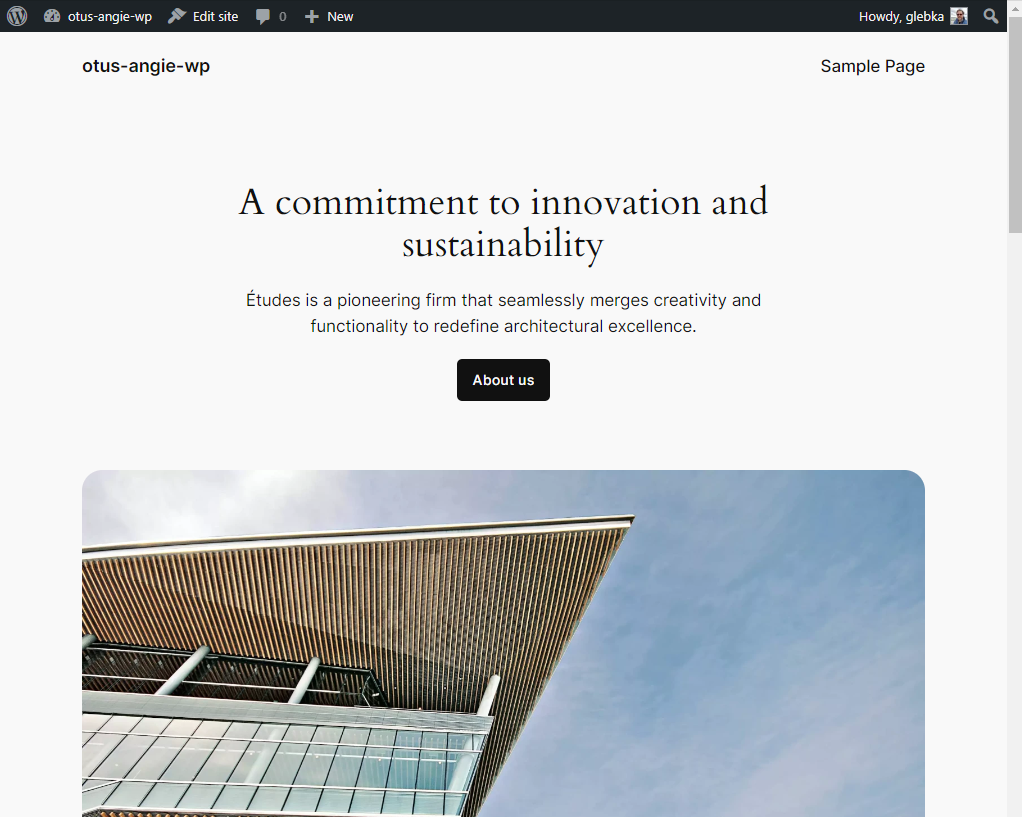 otus-angie-wp Edit site 0 New Howdy, glebka
otus-angie-wp Sample Page
A commitment to innovation and
sustainability
Études is a pioneering firm that seamlessly merges creativity and
functionality to redefine architectural excellence.
About us